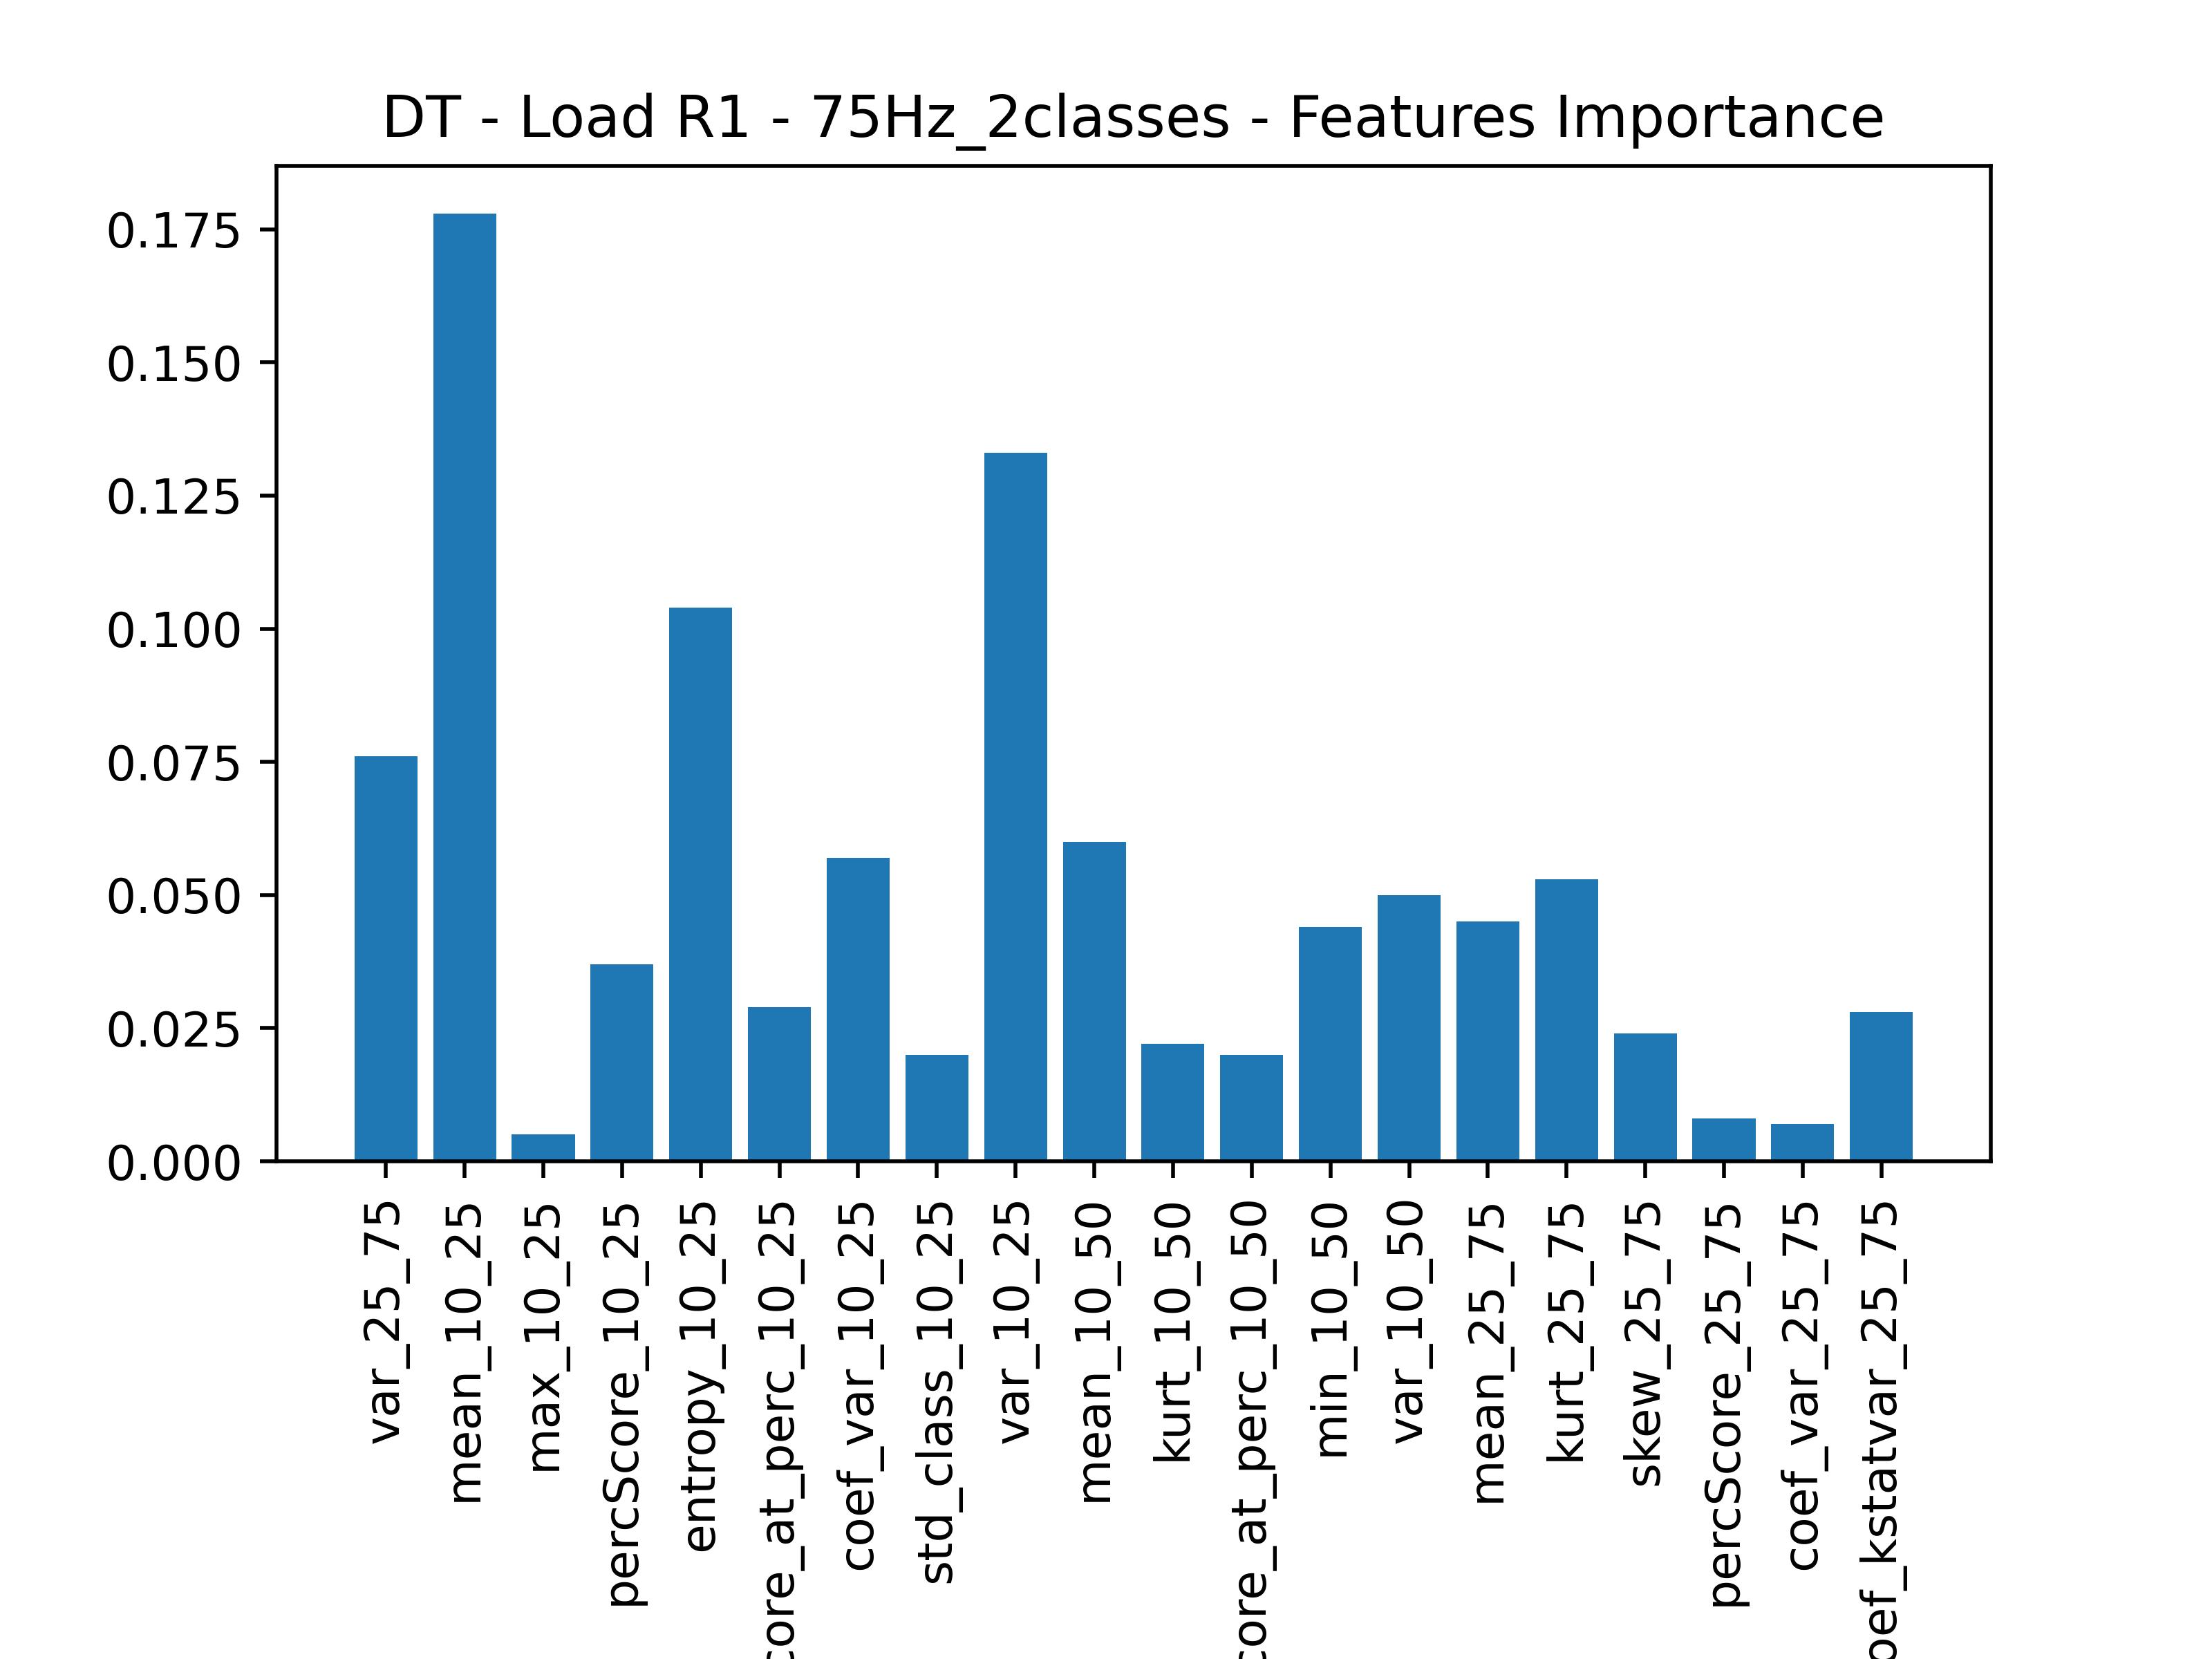 DT - Load R1 - 75Hz_2classes - Features Importance
0.175
0.150
0.125
0.100
0.075
0.050
0.025
0.000
var_25_75
mean_10_25
max_10_25
percScore_10_25
entropy_10_25
core_at_perc_10_25
coef_var_10_25
std_class_10_25
var_10_25
mean_10_50
kurt_10_50
core_at_perc_10_50
min_10_50
var_10_50
mean_25_75
kurt_25_75
skew_25_75
percScore_25_75
coef_var_25_75
oef_kstatvar_25_75